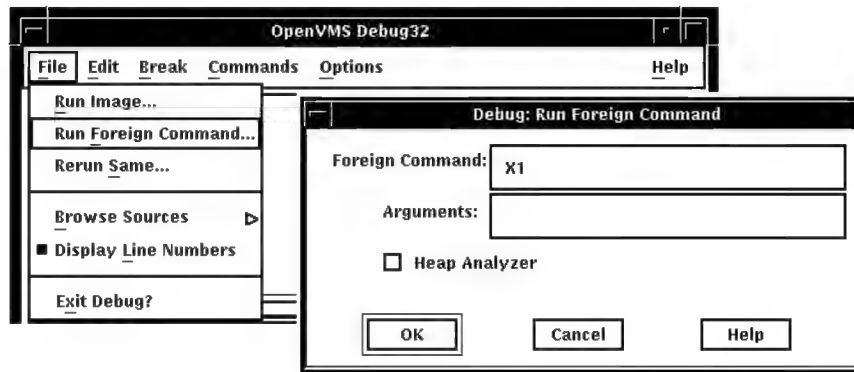 OpenVMS Debug32
File Edit Break Commands Options Help
Run Image...
Run Foreign Command...
Rerun Same...
Browse Sources
Display Line Numbers
Exit Debug?
Debug: Run Foreign Command
Foreign Command: X1
Arguments:
Heap Analyzer
OK Cancel Help